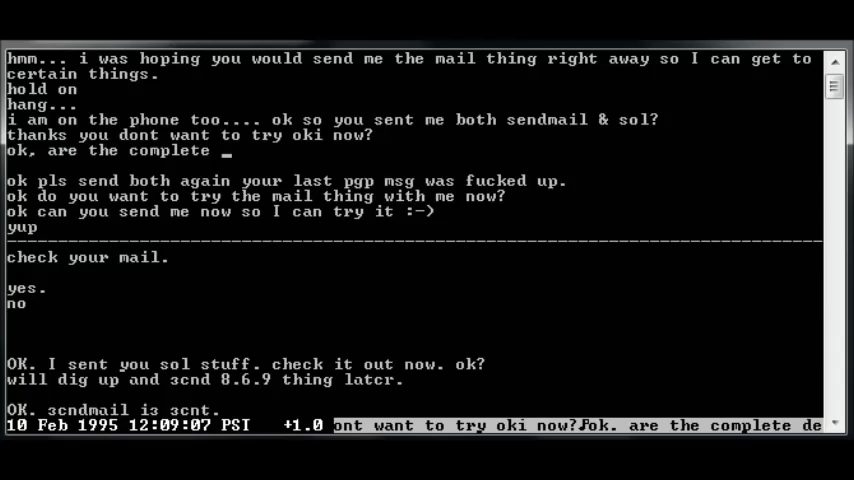 hmm... i was hoping you would send me the mail thing right away so I can get to
certain things.
hold on
hang...
i am on the phone too.... ok so you sent me both sendmail & sol?
thanks you dont want to try oki now?
ok, are the complete _
ok pls send both again your last pgp msg was fucked up.
ok do you want to try the mail thing with me now?
ok can you send me now so I can try it :-)
yup
check your mail.
yes.
no
OK. I sent you sol stuff. check it out now. ok?
will dig up and send 8.6.9 thing later.
OK. sendmail is sent.
10 Feb 1995 12:09:07 PST +1.0 ont want to try oki now?♪ok. are the complete de